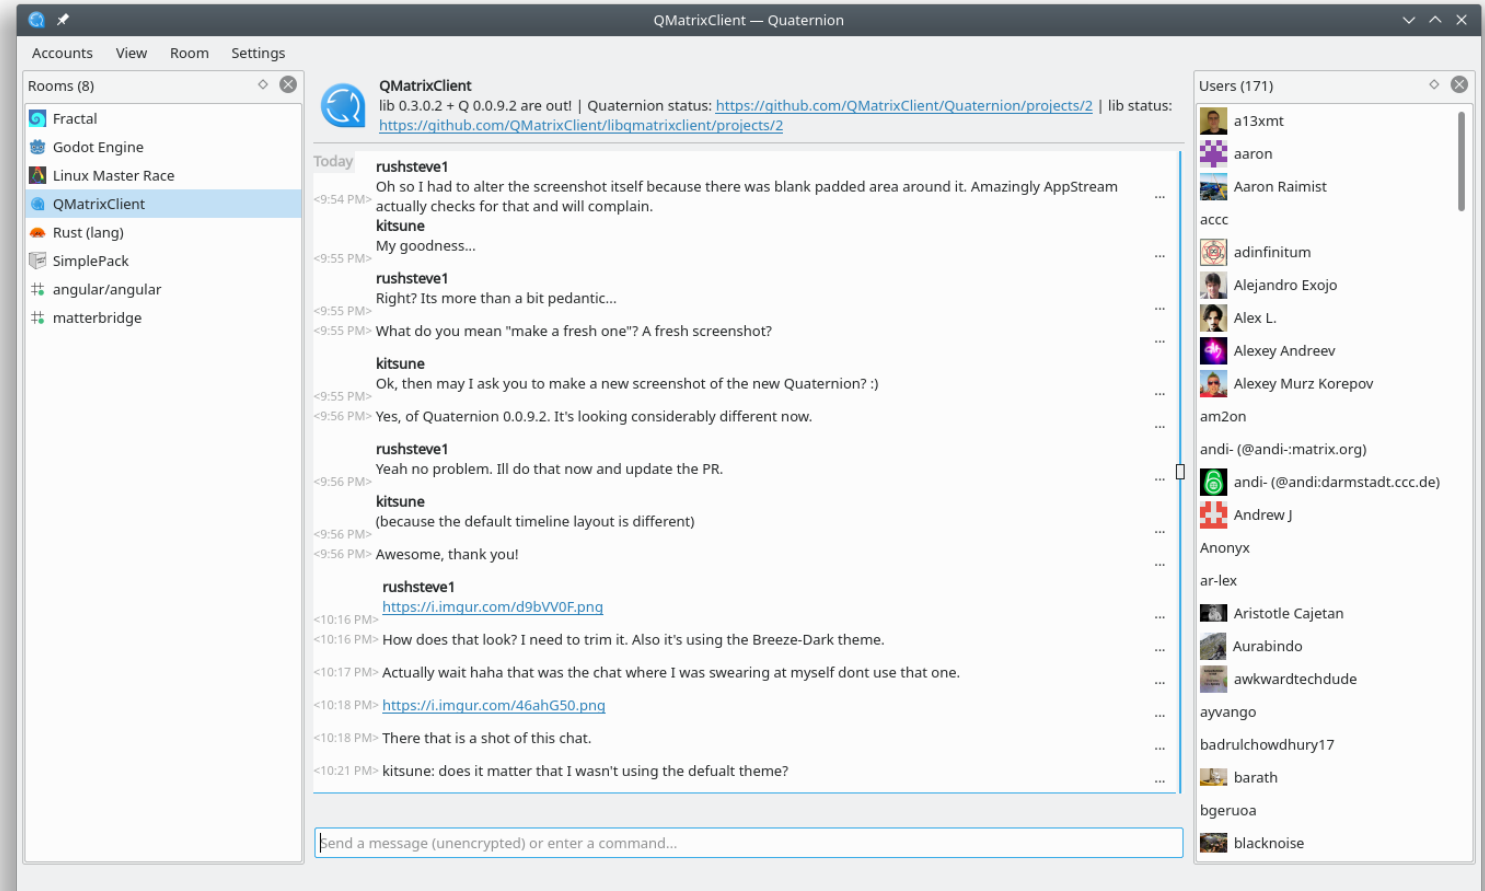 QMatrixClient — Quaternion
Accounts View Room Settings
Rooms (8)
Fractal
Godot Engine
Linux Master Race
QMatrixClient
Rust (lang)
SimplePack
angular/angular
matterbridge
QMatrixClient
lib 0.3.0.2 + Q 0.0.9.2 are out! | Quaternion status: https://github.com/QMatrixClient/Quaternion/projects/2 | lib status:
https://github.com/QMatrixClient/libqmatrixclient/projects/2
Today
rushsteve1
<9:54 PM> Oh so I had to alter the screenshot itself because there was blank padded area around it. Amazingly AppStream
actually checks for that and will complain. ...
kitsune
<9:55 PM> My goodness... ...
rushsteve1
<9:55 PM> Right? Its more than a bit pedantic... ...
<9:55 PM> What do you mean "make a fresh one"? A fresh screenshot? ...
kitsune
<9:55 PM> Ok, then may I ask you to make a new screenshot of the new Quaternion? :) ...
<9:56 PM> Yes, of Quaternion 0.0.9.2. It's looking considerably different now. ...
rushsteve1
<9:56 PM> Yeah no problem. Ill do that now and update the PR. ...
kitsune
<9:56 PM> (because the default timeline layout is different) ...
<9:56 PM> Awesome, thank you! ...
rushsteve1
<10:16 PM> https://i.imgur.com/d9bVV0F.png ...
<10:16 PM> How does that look? I need to trim it. Also it's using the Breeze-Dark theme. ...
<10:17 PM> Actually wait haha that was the chat where I was swearing at myself dont use that one. ...
<10:18 PM> https://i.imgur.com/46ahG50.png ...
<10:18 PM> There that is a shot of this chat. ...
<10:21 PM> kitsune: does it matter that I wasn't using the defualt theme? ...
Send a message (unencrypted) or enter a command...
Users (171)
a13xmt
aaron
Aaron Raimist
accc
adinfinitum
Alejandro Exojo
Alex L.
Alexey Andreev
Alexey Murz Korepov
am2on
andi- (@andi-:matrix.org)
andi- (@andi:darmstadt.ccc.de)
Andrew J
Anonyx
ar-lex
Aristotle Cajetan
Aurabindo
awkwardtechdude
ayvango
badrulchowdhury17
barath
bgeruoa
blacknoise